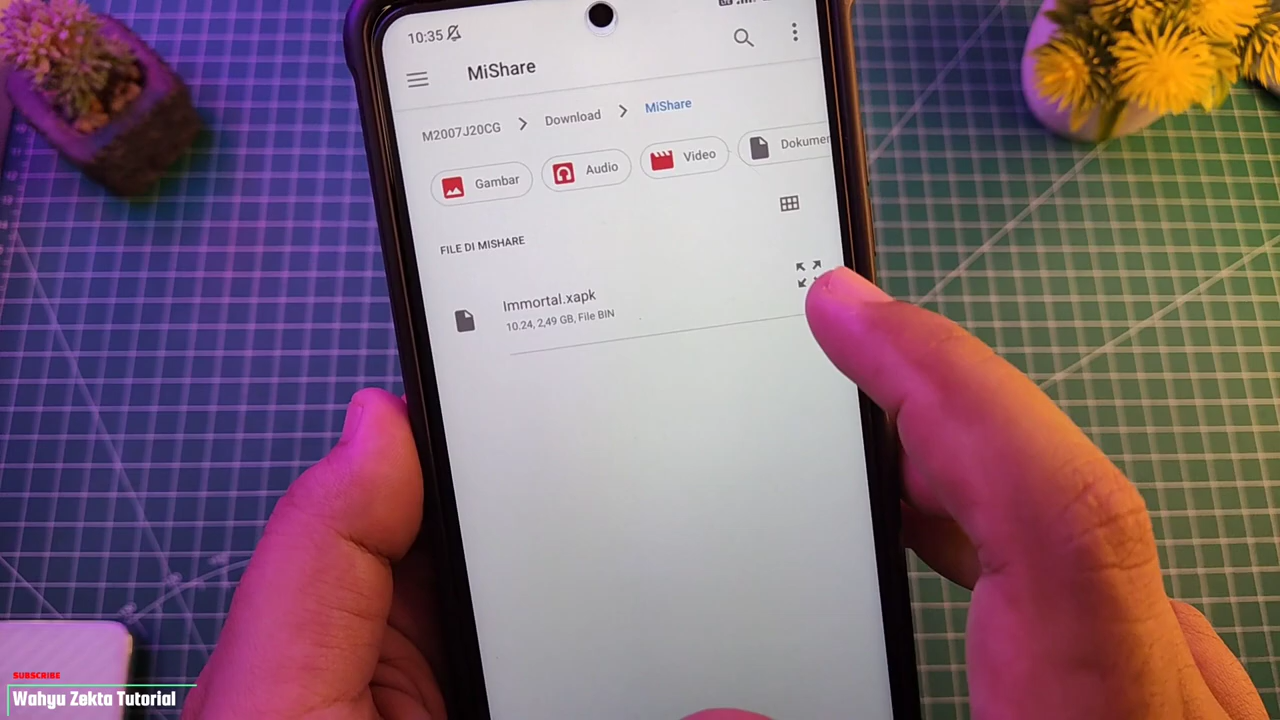 10:35
MiShare
M2007J20CG > Download > MiShare
Gambar Audio Video Dokumen
FILE DI MISHARE
Immortal.xapk
10.24, 2,49 GB, File BIN
SUBSCRIBE
Wahyu Zekta Tutorial